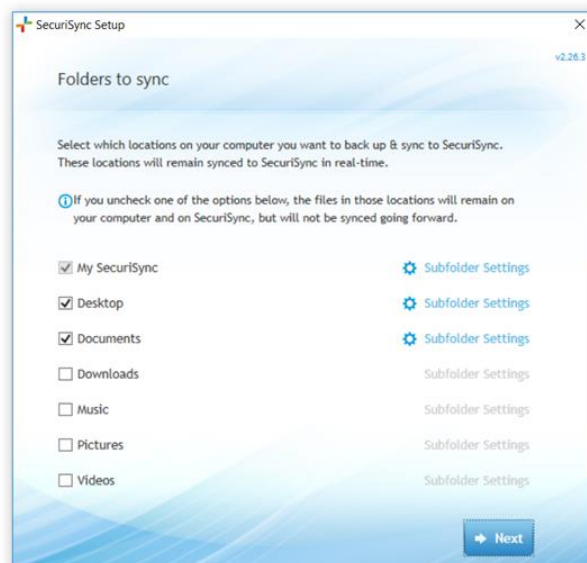 SecuriSync Setup
v2.26.3
Folders to sync
Select which locations on your computer you want to back up & sync to SecuriSync.
These locations will remain synced to SecuriSync in real-time.
If you uncheck one of the options below, the files in those locations will remain on
your computer and on SecuriSync, but will not be synced going forward.
My SecuriSync Subfolder Settings
Desktop Subfolder Settings
Documents Subfolder Settings
Downloads Subfolder Settings
Music Subfolder Settings
Pictures Subfolder Settings
Videos Subfolder Settings
Next